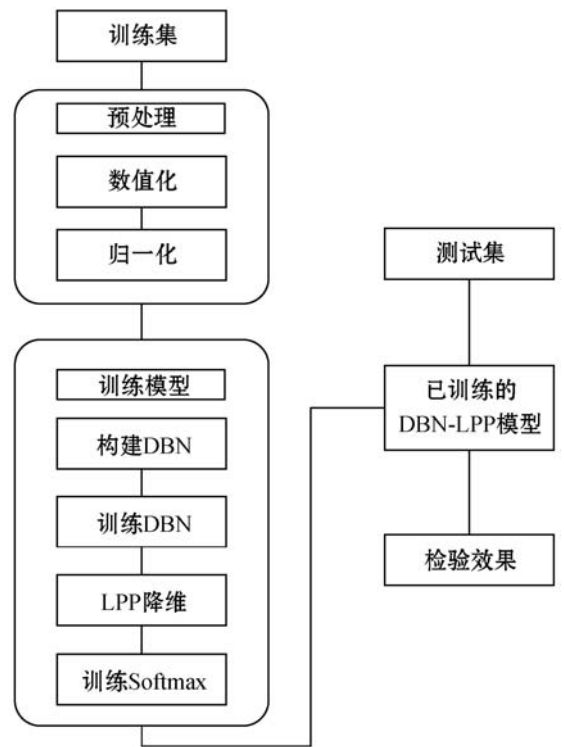 训练集
预处理
数值化
归一化
训练模型
构建DBN
训练DBN
LPP降维
训练Softmax
测试集
已训练的
DBN-LPP模型
检验效果